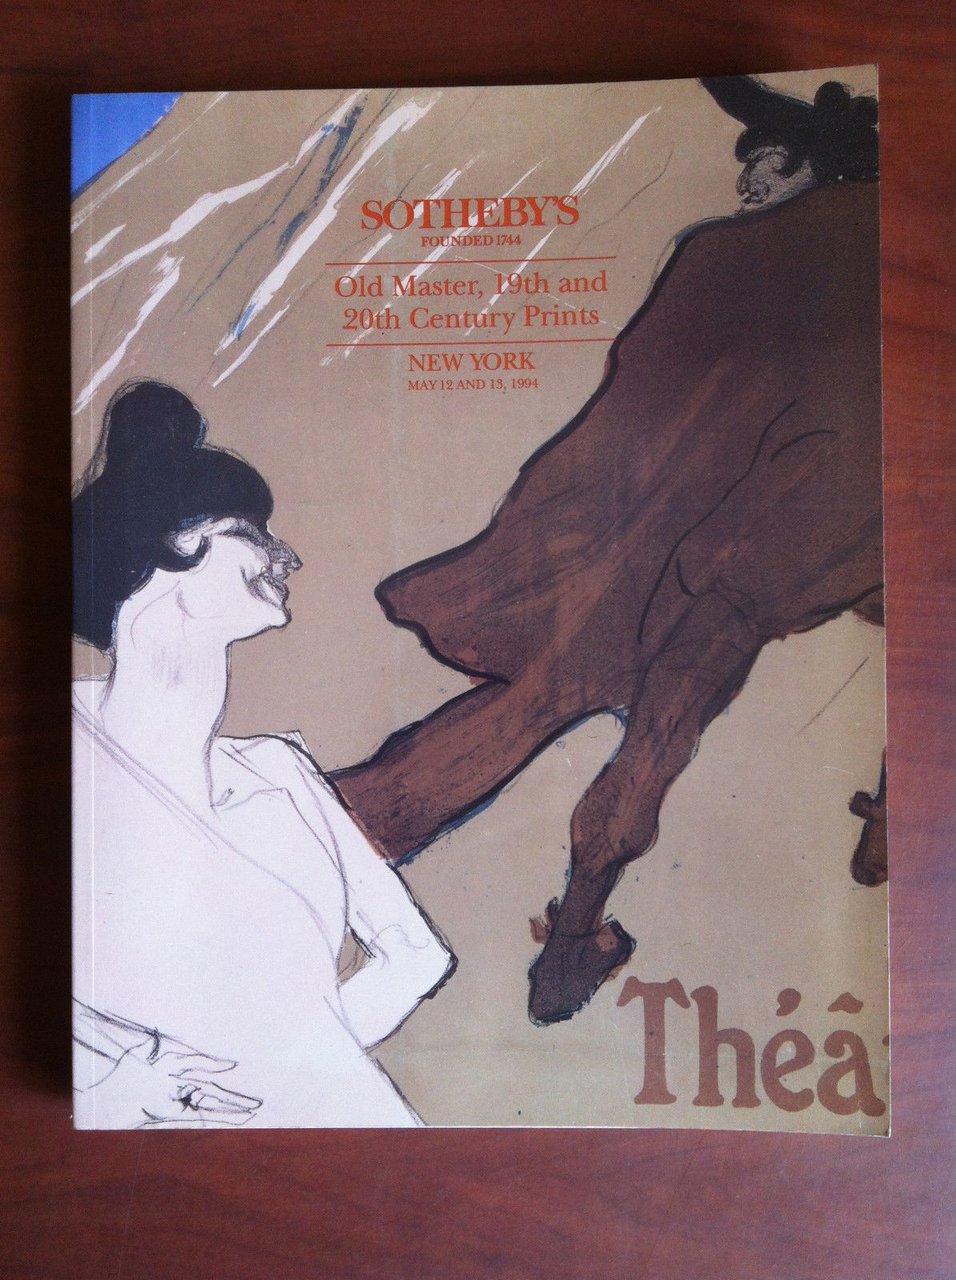 SOTHEBY'S
FOUNDED 1744
Old Master, 19th and
20th Century Prints
NEW YORK
MAY 12 AND 13, 1994
Théâ